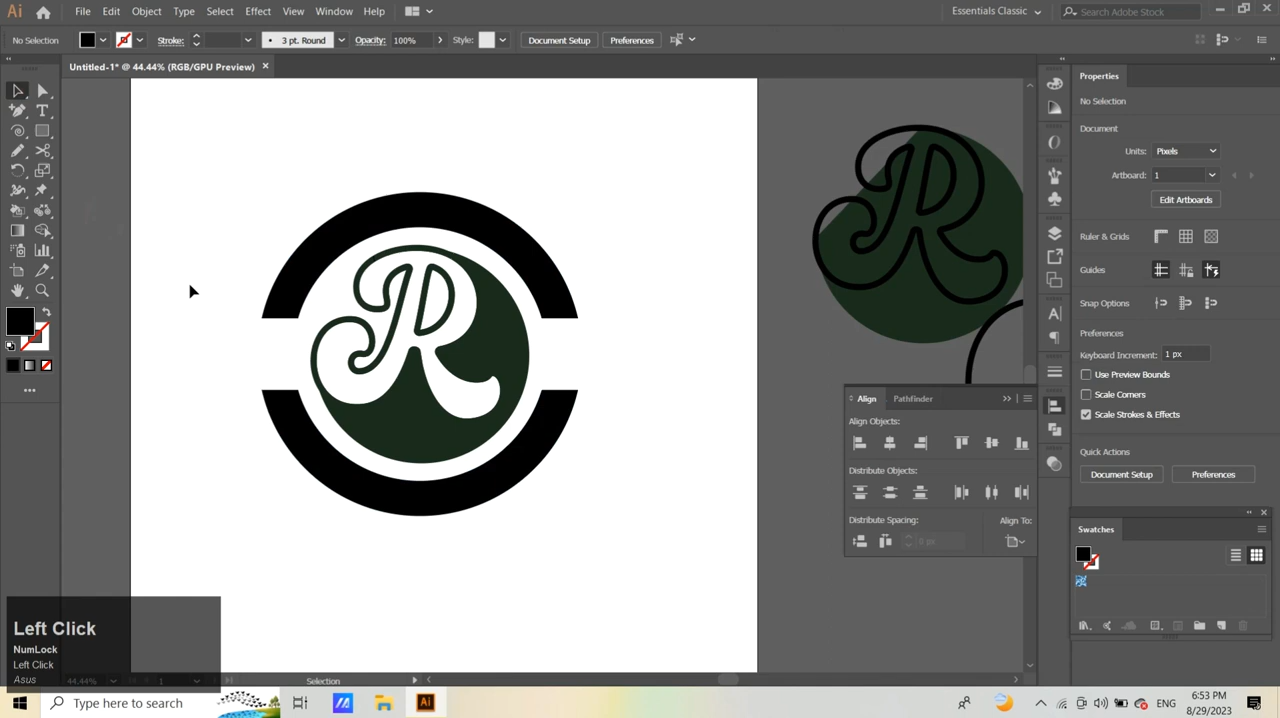 Ai File Edit Object Type Select Effect View Window Help Essentials Classic Search Adobe Stock
No Selection Stroke: 3 pt. Round Opacity: 100% Style: Document Setup Preferences
Untitled-1* @ 44.44% (RGB/GPU Preview) ×
Properties
No Selection
Document
Units: Pixels
Artboard: 1
Edit Artboards
Ruler & Grids
Guides
Snap Options
Preferences
Keyboard Increment: 1 px
Use Preview Bounds
Scale Corners
Scale Strokes & Effects
Quick Actions
Document Setup Preferences
Swatches
R
R
Align Pathfinder
Align Objects:
Distribute Objects:
Distribute Spacing: Align To:
0 px
Left Click
NumLock
Left Click
Asus
44.44% 1 Selection
Type here to search
Ai
ENG
6:53 PM
8/29/2023